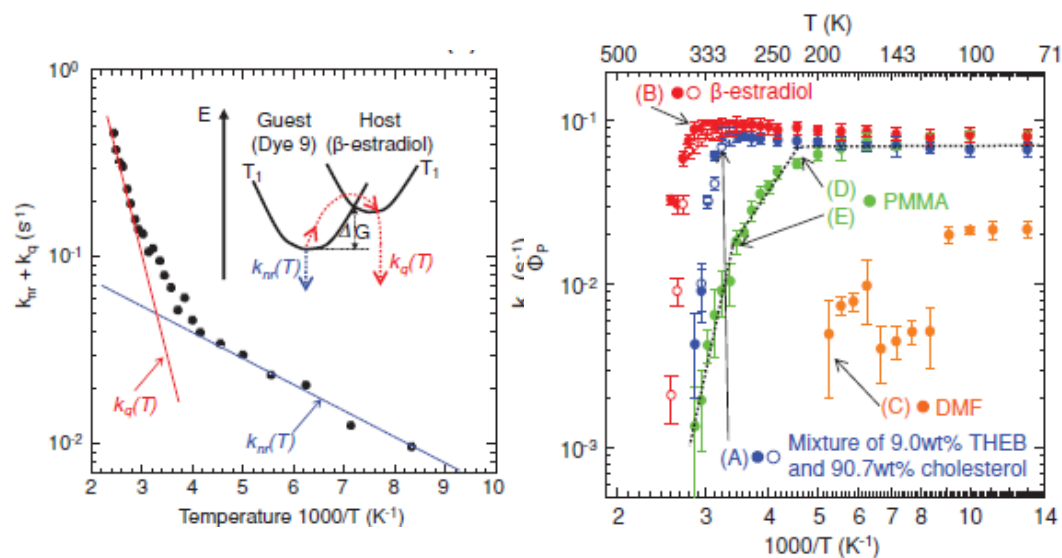 10⁰
10⁻¹
10⁻²
k_nr + k_q (s⁻¹)
E
Guest
(Dye 9)
Host
(β-estradiol)
T₁
T₁
Δ G
k_nr(T)
k_q(T)
k_q(T)
k_nr(T)
2 3 4 5 6 7 8 9 10
Temperature 1000/T (K⁻¹)
T (K)
500 333 250 200 143 100 71
10⁻¹
10⁻²
10⁻³
Φ_P
(s⁻¹)
(B) β-estradiol
(D)
(E) PMMA
(C) DMF
(A) Mixture of 9.0wt% THEB
and 90.7wt% cholesterol
2 3 4 5 6 7 8 10 14
1000/T (K⁻¹)